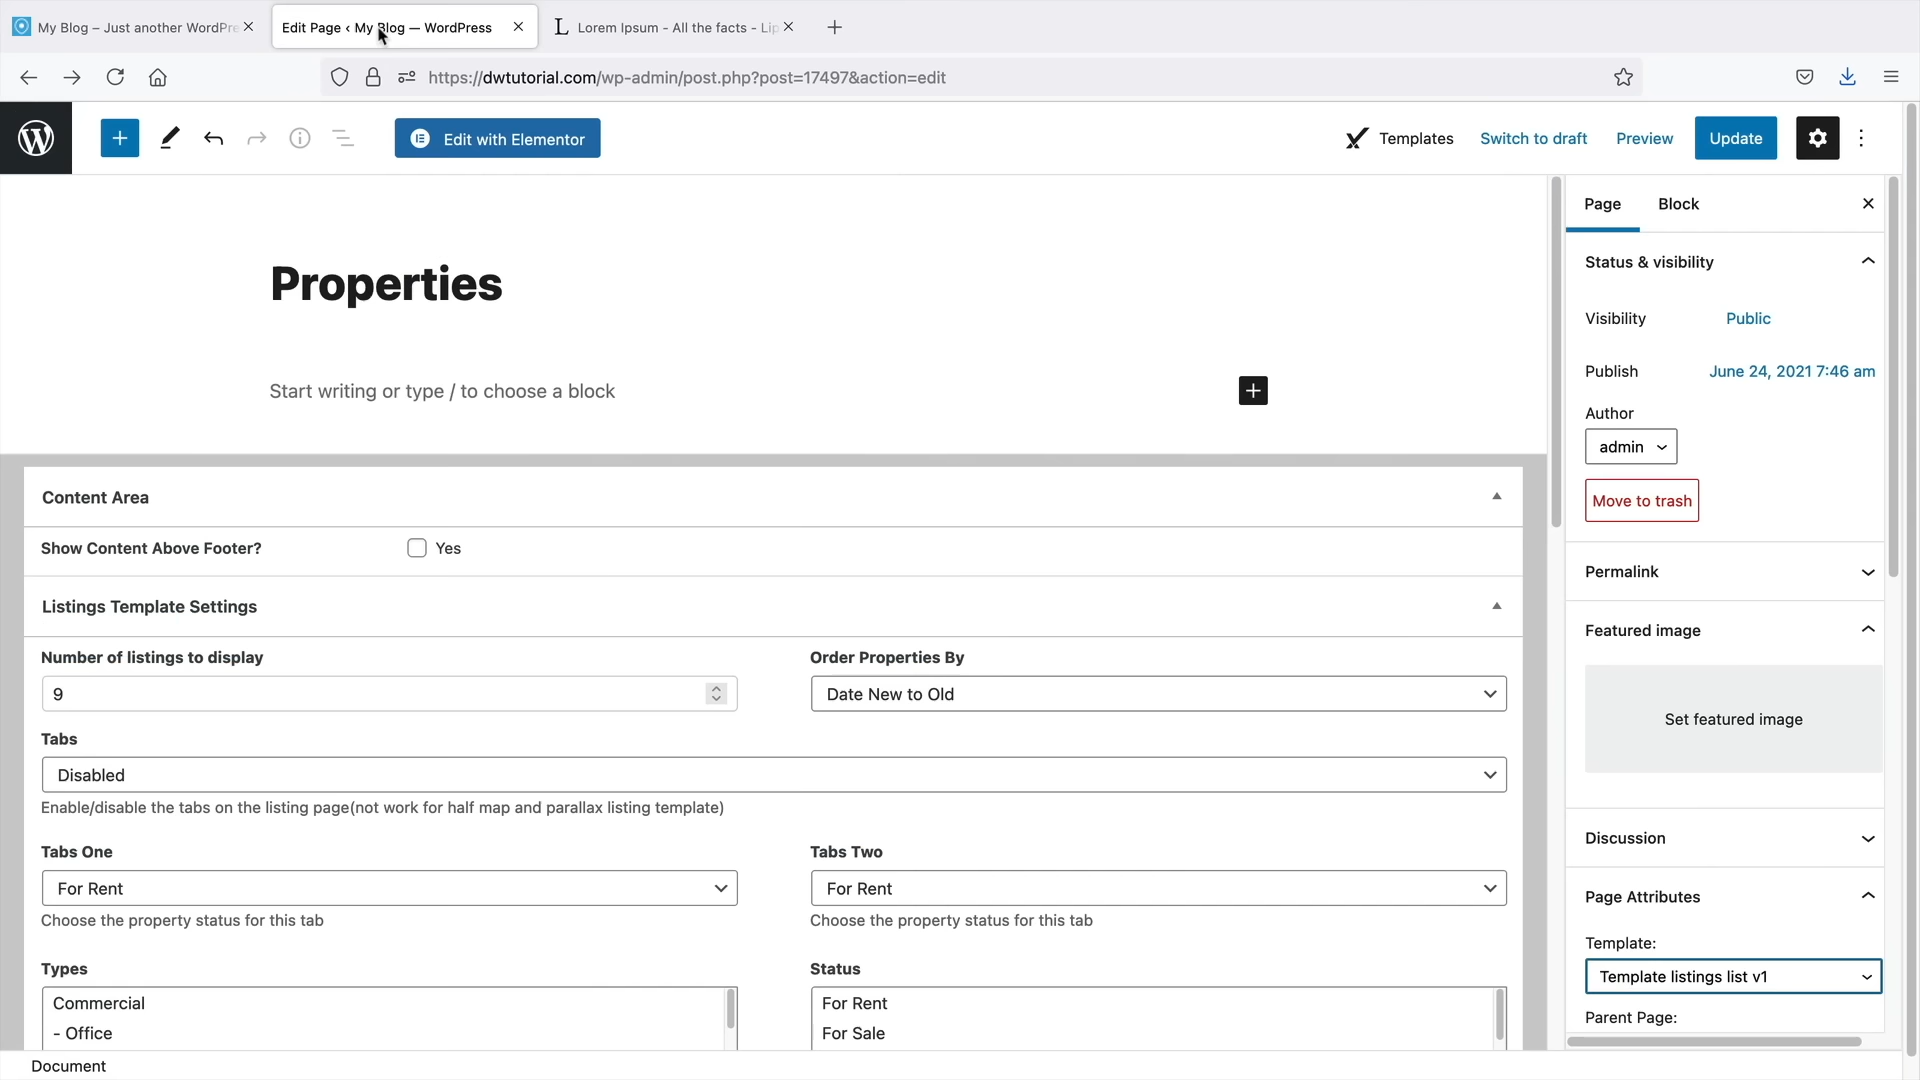 My Blog – Just another WordPre
Edit Page ‹ My Blog — WordPress
L Lorem Ipsum - All the facts - Lip
https://dwtutorial.com/wp-admin/post.php?post=17497&action=edit
Edit with Elementor
Templates
Switch to draft
Preview
Update
Properties
Start writing or type / to choose a block
Content Area
Show Content Above Footer?
Yes
Listings Template Settings
Number of listings to display
Order Properties By
9
Date New to Old
Tabs
Disabled
Enable/disable the tabs on the listing page(not work for half map and parallax listing template)
Tabs One
Tabs Two
For Rent
For Rent
Choose the property status for this tab
Choose the property status for this tab
Types
Status
Commercial
For Rent
- Office
For Sale
Document
Page
Block
Status & visibility
Visibility
Public
Publish
June 24, 2021 7:46 am
Author
admin
Move to trash
Permalink
Featured image
Set featured image
Discussion
Page Attributes
Template:
Template listings list v1
Parent Page: